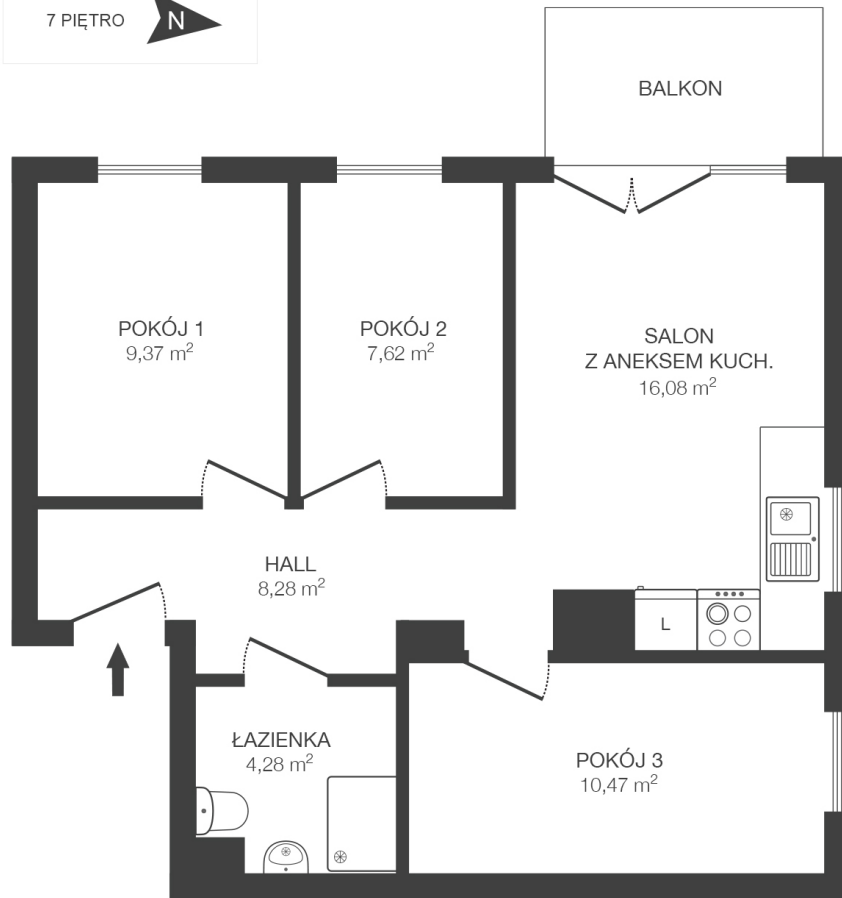 7 PIĘTRO
N
BALKON
POKÓJ 1
9,37 m²
POKÓJ 2
7,62 m²
SALON
Z ANEKSEM KUCH.
16,08 m²
HALL
8,28 m²
L
ŁAZIENKA
4,28 m²
POKÓJ 3
10,47 m²